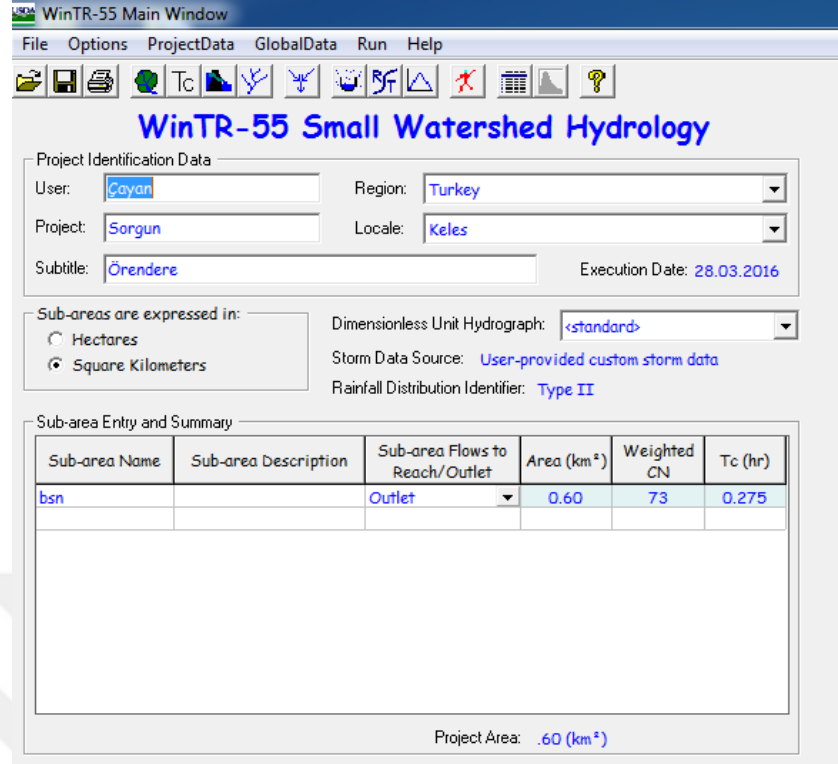 USDA WinTR-55 Main Window
File Options ProjectData GlobalData Run Help
Tc RF ?
WinTR-55 Small Watershed Hydrology
Project Identification Data
User: Çayan Region: Turkey
Project: Sorgun Locale: Keles
Subtitle: Örendere Execution Date: 28.03.2016
Sub-areas are expressed in:
Hectares
Square Kilometers
Dimensionless Unit Hydrograph: <standard>
Storm Data Source: User-provided custom storm data
Rainfall Distribution Identifier: Type II
Sub-area Entry and Summary
Sub-area Name Sub-area Description Sub-area Flows to Reach/Outlet Area (km²) Weighted CN Tc (hr)
bsn Outlet 0.60 73 0.275
Project Area: .60 (km²)